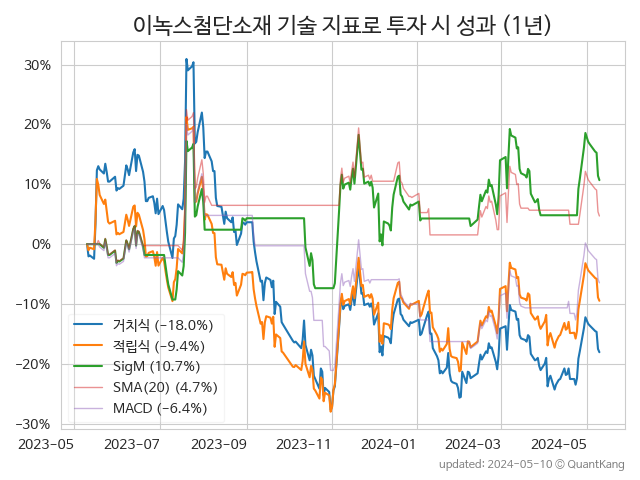 이녹스첨단소재 기술 지표로 투자 시 성과 (1년)
30%
20%
10%
0%
−10%
−20%
−30%
거치식 (−18.0%)
적립식 (−9.4%)
SigM (10.7%)
SMA(20) (4.7%)
MACD (−6.4%)
2023-05 2023-07 2023-09 2023-11 2024-01 2024-03 2024-05
updated: 2024-05-10 © QuantKang